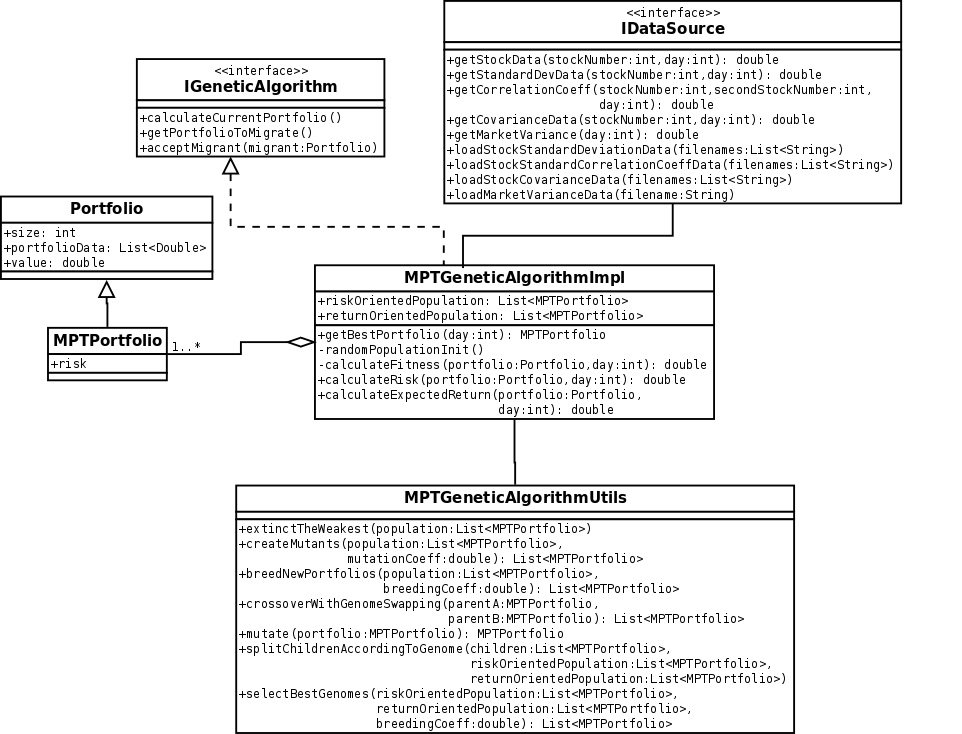 <<interface>>
IDataSource
+getStockData(stockNumber:int,day:int): double
+getStandardDevData(stockNumber:int,day:int): double
+getCorrelationCoeff(stockNumber:int,secondStockNumber:int,
day:int): double
+getCovarianceData(stockNumber:int,day:int): double
+getMarketVariance(day:int): double
+loadStockStandardDeviationData(filenames:List<String>)
+loadStockStandardCorrelationCoeffData(filenames:List<String>)
+loadStockCovarianceData(filenames:List<String>)
+loadMarketVarianceData(filename:String)
<<interface>>
IGeneticAlgorithm
+calculateCurrentPortfolio()
+getPortfolioToMigrate()
+acceptMigrant(migrant:Portfolio)
Portfolio
+size: int
+portfolioData: List<Double>
+value: double
MPTPortfolio
+risk
1..*
MPTGeneticAlgorithmImpl
+riskOrientedPopulation: List<MPTPortfolio>
+returnOrientedPopulation: List<MPTPortfolio>
+getBestPortfolio(day:int): MPTPortfolio
-randomPopulationInit()
-calculateFitness(portfolio:Portfolio,day:int): double
+calculateRisk(portfolio:Portfolio,day:int): double
+calculateExpectedReturn(portfolio:Portfolio,
day:int): double
MPTGeneticAlgorithmUtils
+extinctTheWeakest(population:List<MPTPortfolio>)
+createMutants(population:List<MPTPortfolio>,
mutationCoeff:double): List<MPTPortfolio>
+breedNewPortfolios(population:List<MPTPortfolio>,
breedingCoeff:double): List<MPTPortfolio>
+crossoverWithGenomeSwapping(parentA:MPTPortfolio,
parentB:MPTPortfolio): List<MPTPortfolio>
+mutate(portfolio:MPTPortfolio): MPTPortfolio
+splitChildrenAccordingToGenome(children:List<MPTPortfolio>,
riskOrientedPopulation:List<MPTPortfolio>,
returnOrientedPopulation:List<MPTPortfolio>)
+selectBestGenomes(riskOrientedPopulation:List<MPTPortfolio>,
returnOrientedPopulation:List<MPTPortfolio>,
breedingCoeff:double): List<MPTPortfolio>